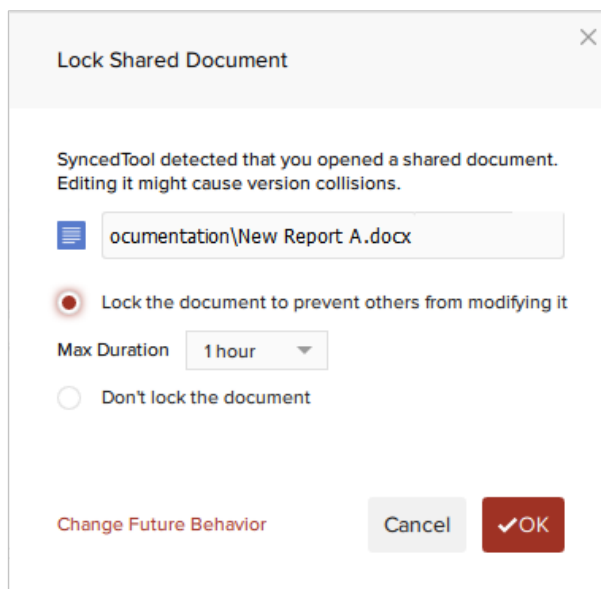 Lock Shared Document
SyncedTool detected that you opened a shared document.
Editing it might cause version collisions.
ocumentation\New Report A.docx
Lock the document to prevent others from modifying it
Max Duration 1 hour
Don't lock the document
Change Future Behavior Cancel OK